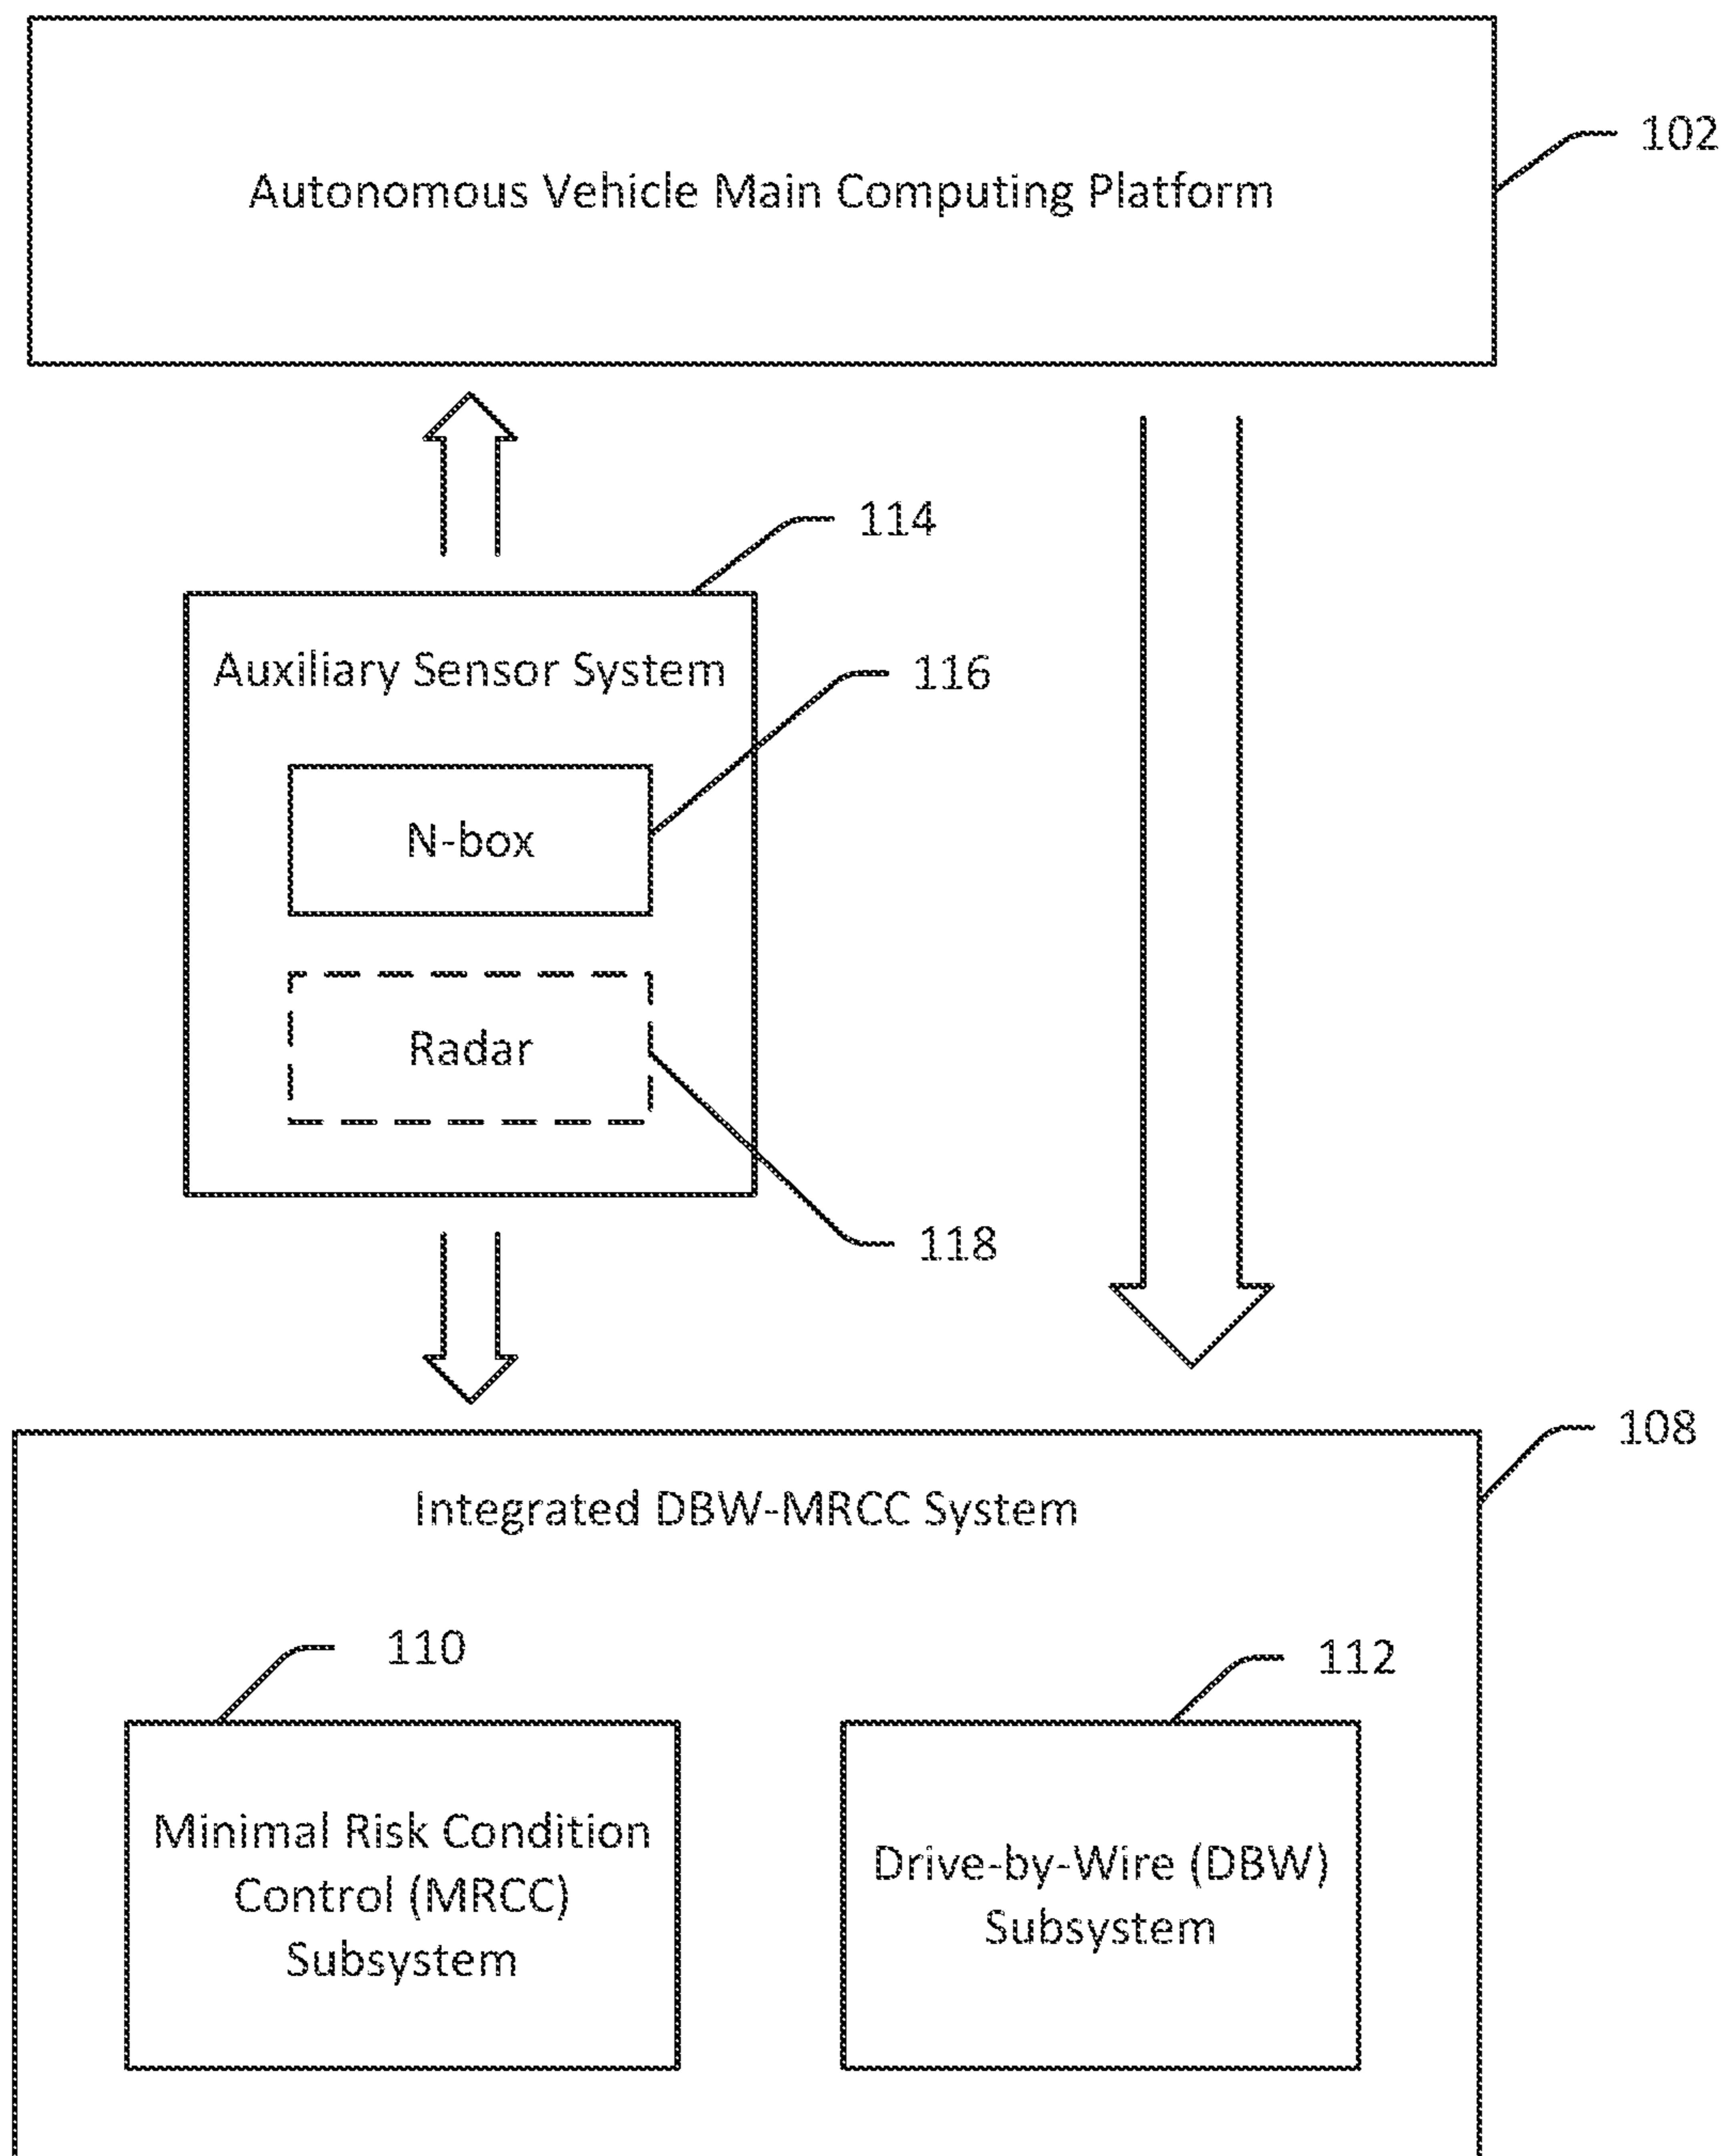 Autonomous Vehicle Main Computing Platform
102
114
Auxiliary Sensor System
116
N-box
Radar
118
108
Integrated DBW-MRCC System
110
112
Minimal Risk Condition
Control (MRCC)
Subsystem
Drive-by-Wire (DBW)
Subsystem